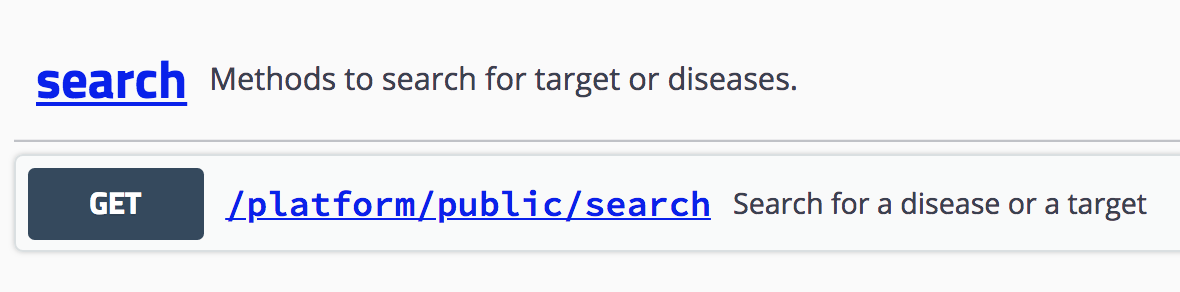 search Methods to search for target or diseases.
GET /platform/public/search Search for a disease or a target